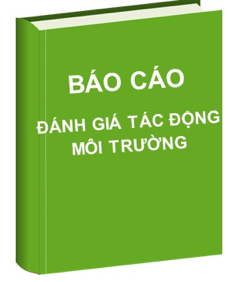 BÁO CÁO
ĐÁNH GIÁ TÁC ĐỘNG
MÔI TRƯỜNG